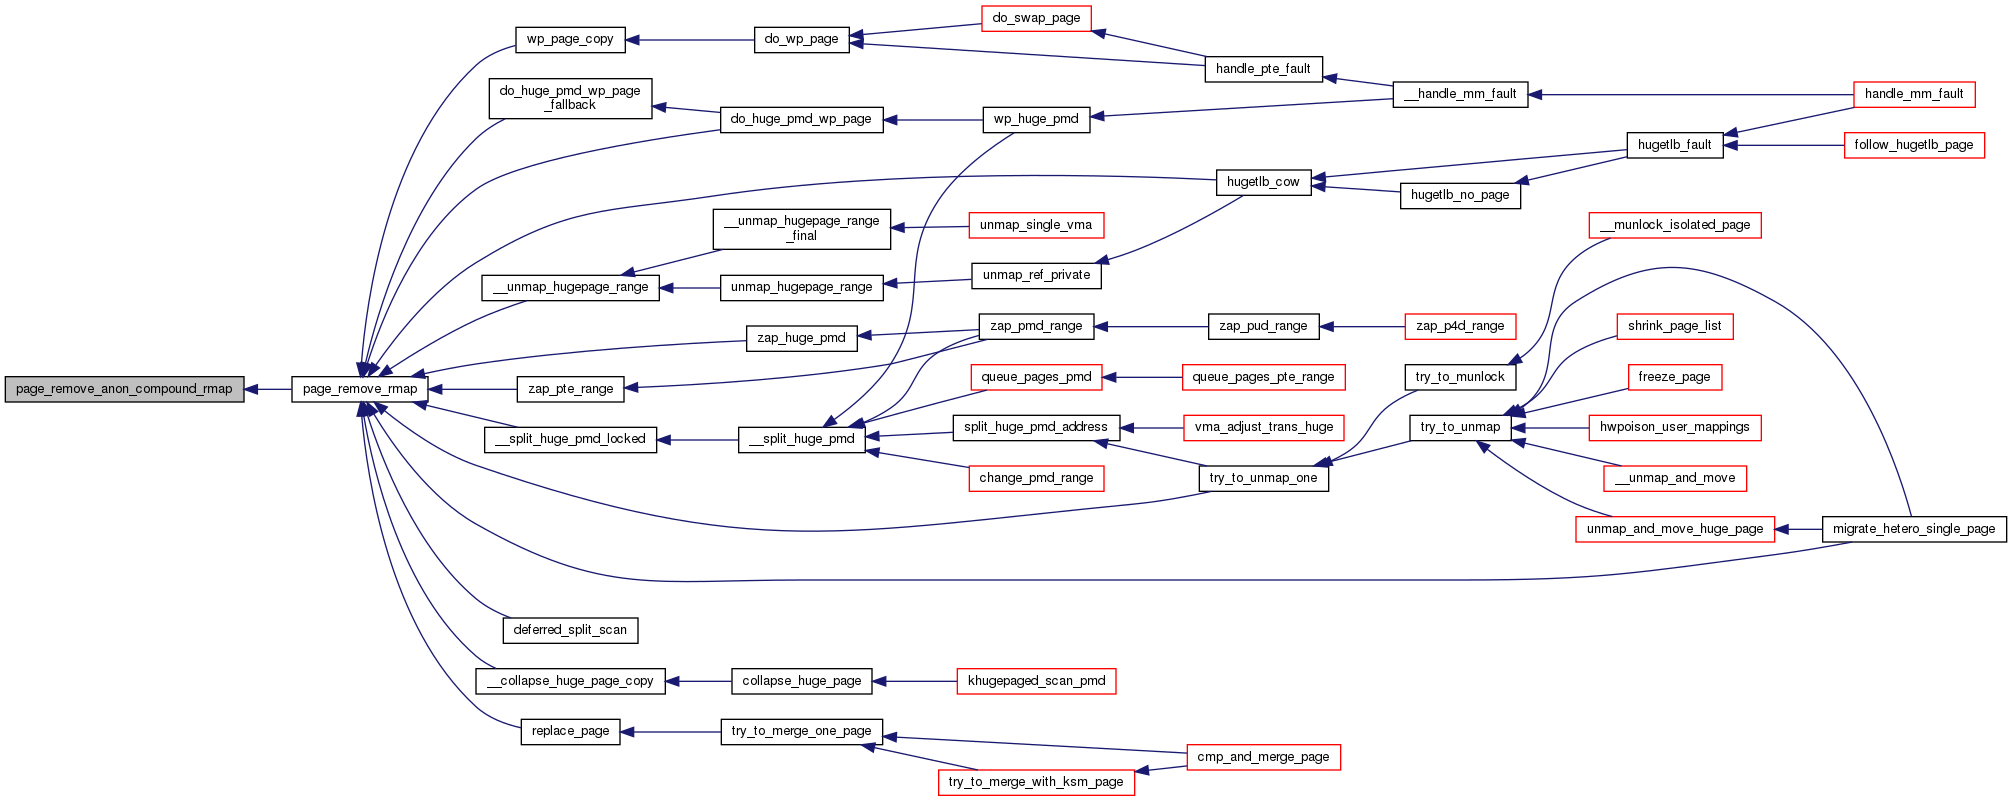 do_swap_page
wp_page_copy
do_wp_page
handle_pte_fault
do_huge_pmd_wp_page
_fallback
__handle_mm_fault
handle_mm_fault
do_huge_pmd_wp_page
wp_huge_pmd
hugetlb_fault
follow_hugetlb_page
hugetlb_cow
hugetlb_no_page
__unmap_hugepage_range
_final
unmap_single_vma
__munlock_isolated_page
__unmap_hugepage_range
unmap_hugepage_range
unmap_ref_private
zap_huge_pmd
zap_pmd_range
zap_pud_range
zap_p4d_range
shrink_page_list
page_remove_anon_compound_rmap
page_remove_rmap
zap_pte_range
queue_pages_pmd
queue_pages_pte_range
try_to_munlock
freeze_page
__split_huge_pmd_locked
__split_huge_pmd
split_huge_pmd_address
vma_adjust_trans_huge
try_to_unmap
hwpoison_user_mappings
change_pmd_range
try_to_unmap_one
__unmap_and_move
unmap_and_move_huge_page
migrate_hetero_single_page
deferred_split_scan
__collapse_huge_page_copy
collapse_huge_page
khugepaged_scan_pmd
replace_page
try_to_merge_one_page
cmp_and_merge_page
try_to_merge_with_ksm_page